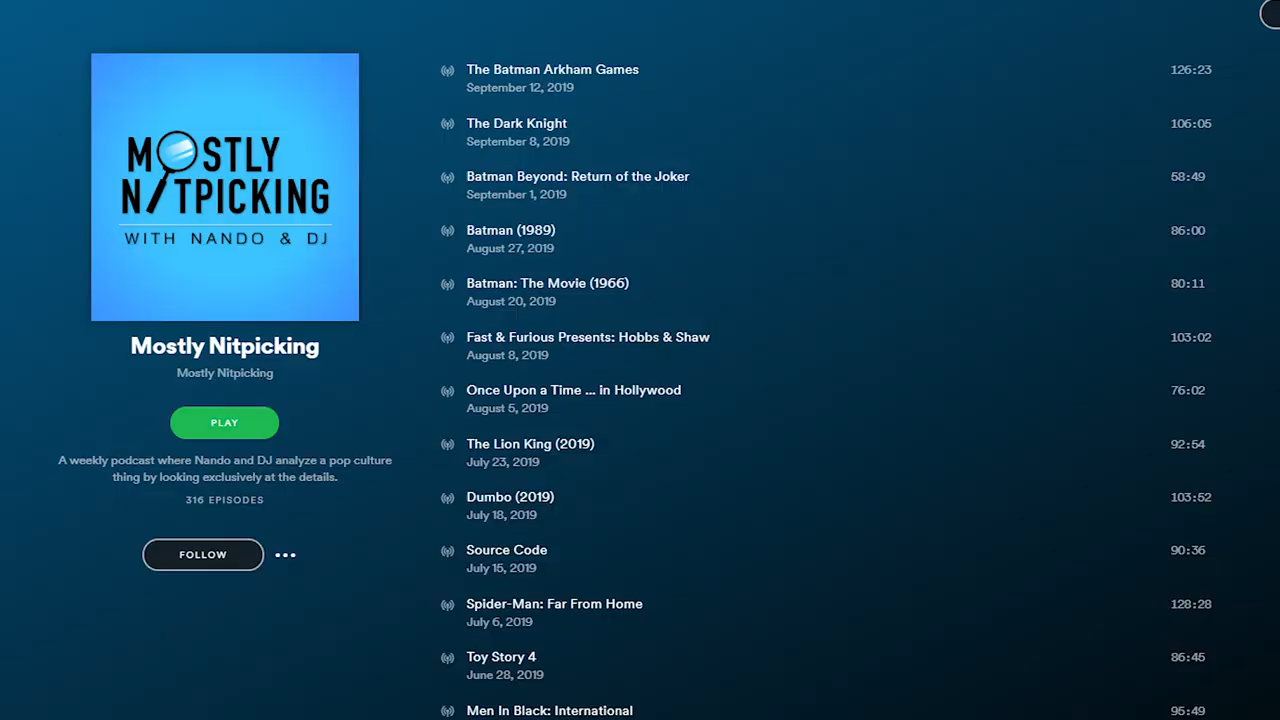 MOSTLY
NITPICKING
WITH NANDO & DJ
Mostly Nitpicking
Mostly Nitpicking
PLAY
A weekly podcast where Nando and DJ analyze a pop culture
thing by looking exclusively at the details.
316 EPISODES
FOLLOW
The Batman Arkham Games 126:23
September 12, 2019
The Dark Knight 106:05
September 8, 2019
Batman Beyond: Return of the Joker 68:49
September 1, 2019
Batman (1989) 86:00
August 27, 2019
Batman: The Movie (1966) 80:11
August 20, 2019
Fast & Furious Presents: Hobbs & Shaw 103:02
August 8, 2019
Once Upon a Time ... in Hollywood 76:02
August 5, 2019
The Lion King (2019) 92:54
July 23, 2019
Dumbo (2019) 103:52
July 18, 2019
Source Code 90:36
July 15, 2019
Spider-Man: Far From Home 128:28
July 6, 2019
Toy Story 4 86:45
June 28, 2019
Men In Black: International 95:49